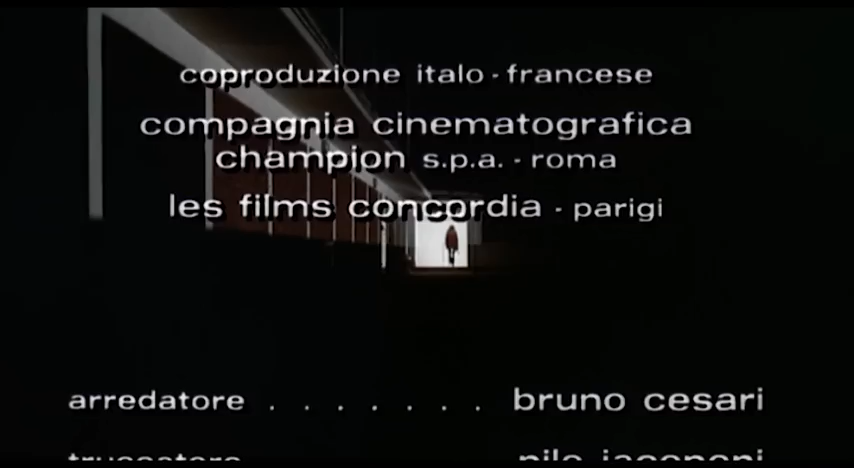 coproduzione italo - francese
compagnia cinematografica
champion s.p.a. - roma
les films concordia - parigi
arredatore . . . . . . . bruno cesari